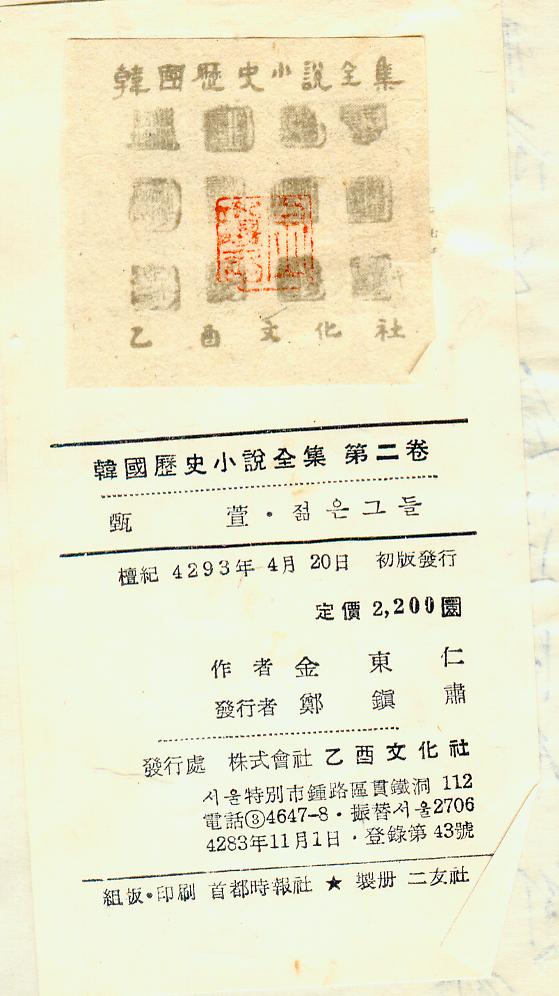 韓國歷史小說全集
乙酉文化社
韓國歷史小說全集 第二卷
甄萱·젊은그들
檀紀 4293年 4月 20日 初版發行
定價 2,200圜
作者 金東仁
發行者 鄭鎭肅
發行處 株式會社 乙酉文化社
서울特別市鍾路區貫鐵洞 112
電話③4647-8·振替서울2706
4283年11月1日·登錄第43號
組版·印刷 首都時報社 ★ 製册 二友社